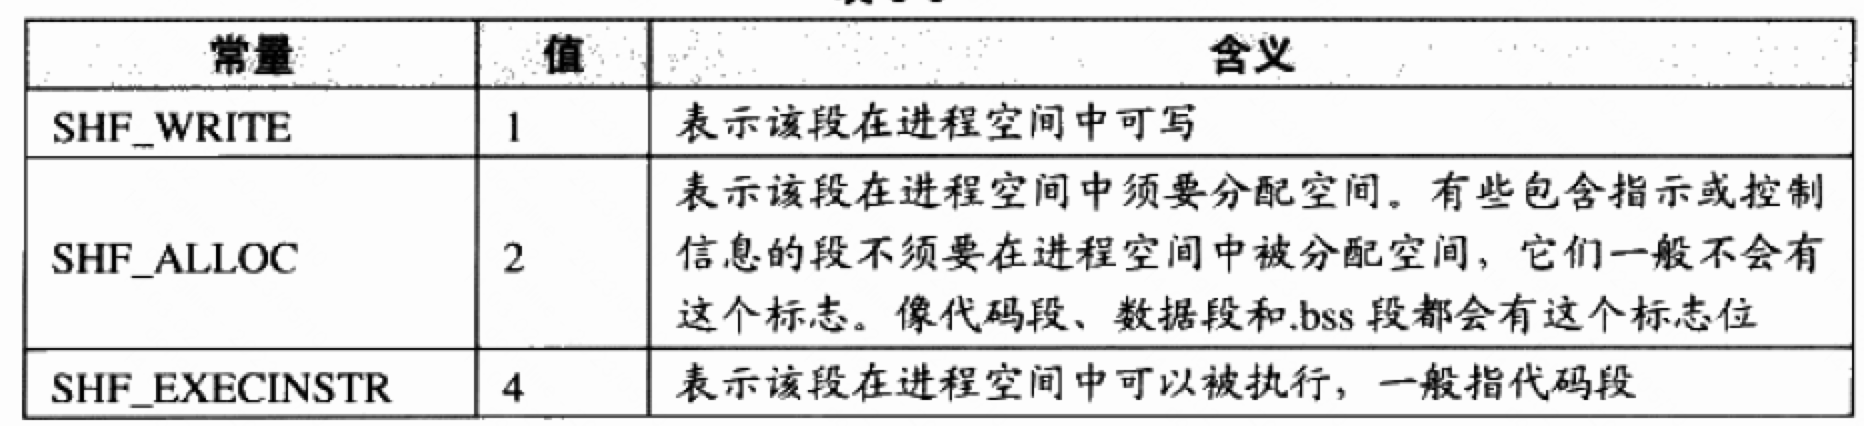 常量 值 含义
SHF_WRITE 1 表示该段在进程空间中可写
表示该段在进程空间中须要分配空间。有些包含指示或控制
SHF_ALLOC 2 信息的段不须要在进程空间中被分配空间，它们一般不会有
这个标志。像代码段、数据段和.bss 段都会有这个标志位
SHF_EXECINSTR 4 表示该段在进程空间中可以被执行，一般指代码段